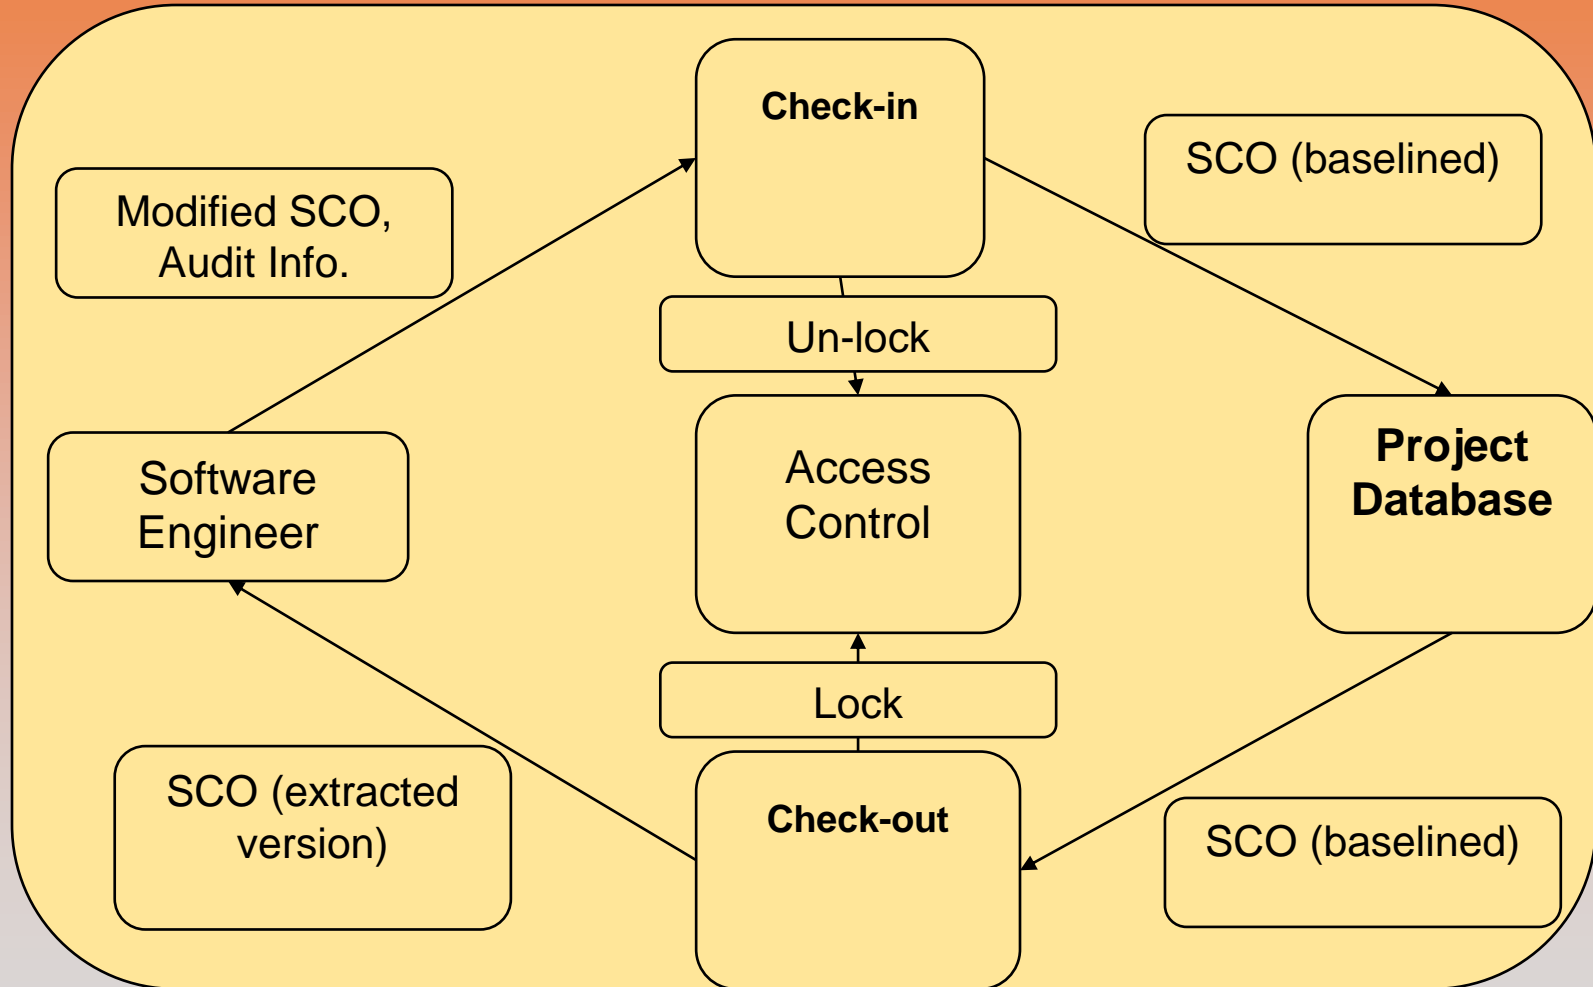 Check-in
SCO (baselined)
Modified SCO,
Audit Info.
Un-lock
Software
Engineer
Access
Control
Project
Database
Lock
SCO (extracted
version)
Check-out
SCO (baselined)